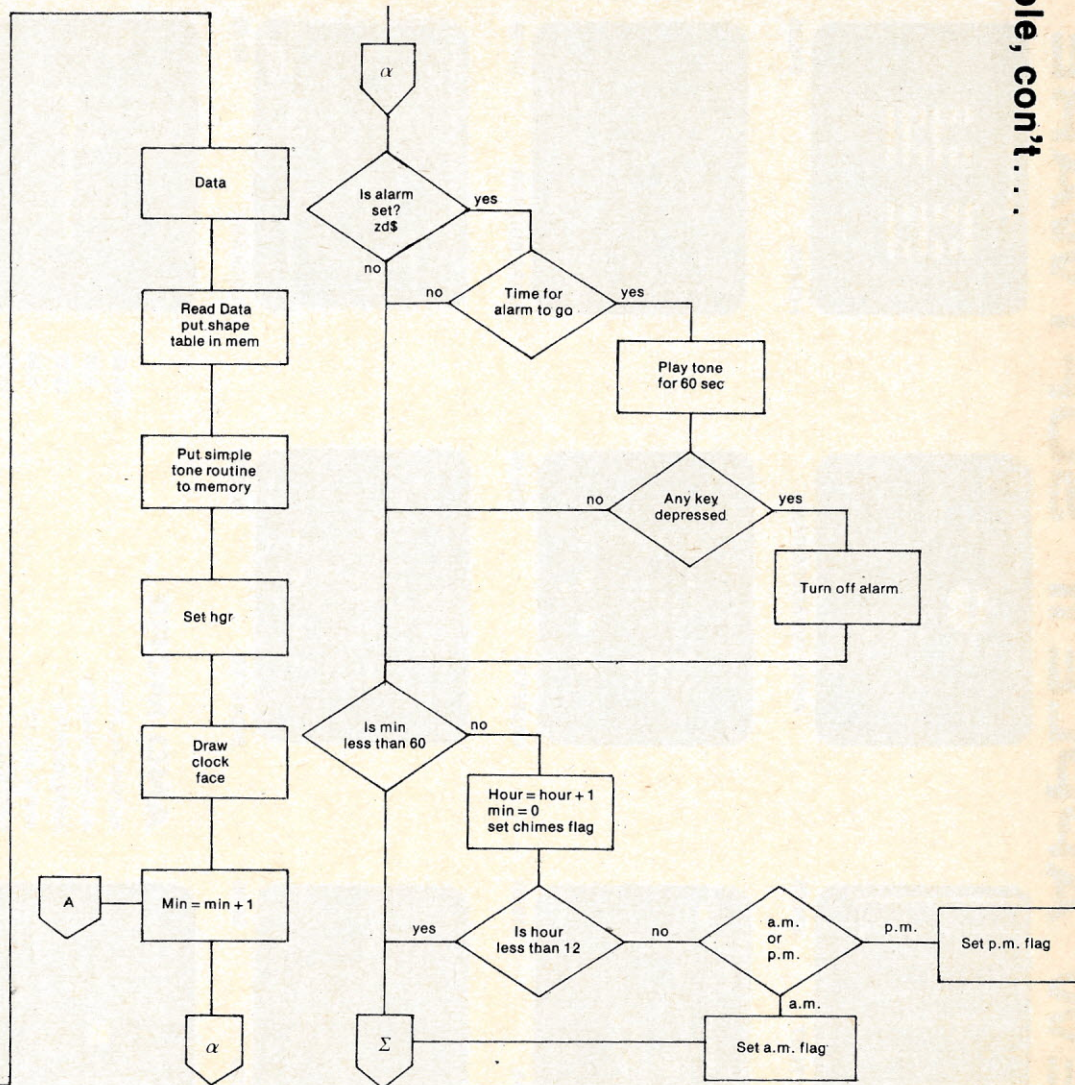 ple, con't...
Data
Read Data
put shape
table in mem
Put simple
tone routine
to memory
Set hgr
Draw
clock
face
A
Min = min + 1
α
α
Is alarm
set?
zd$
yes
no
Time for
alarm to go
no
yes
Play tone
for 60 sec
Any key
depressed
no
yes
Turn off alarm
Is min
less than 60
no
Hour = hour + 1
min = 0
set chimes flag
yes
Is hour
less than 12
no
a.m.
or
p.m.
p.m.
Set p.m. flag
a.m.
Set a.m. flag
Σ